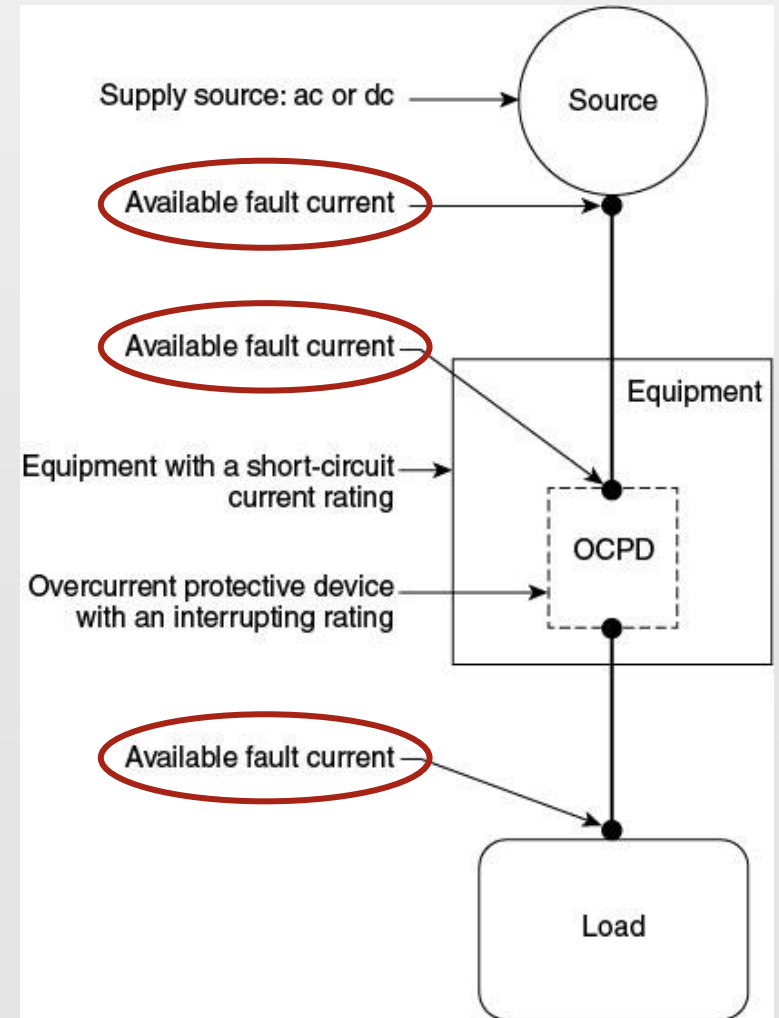 Supply source: ac or dc
Source
Available fault current
Available fault current
Equipment
Equipment with a short-circuit
current rating
OCPD
Overcurrent protective device
with an interrupting rating
Available fault current
Load